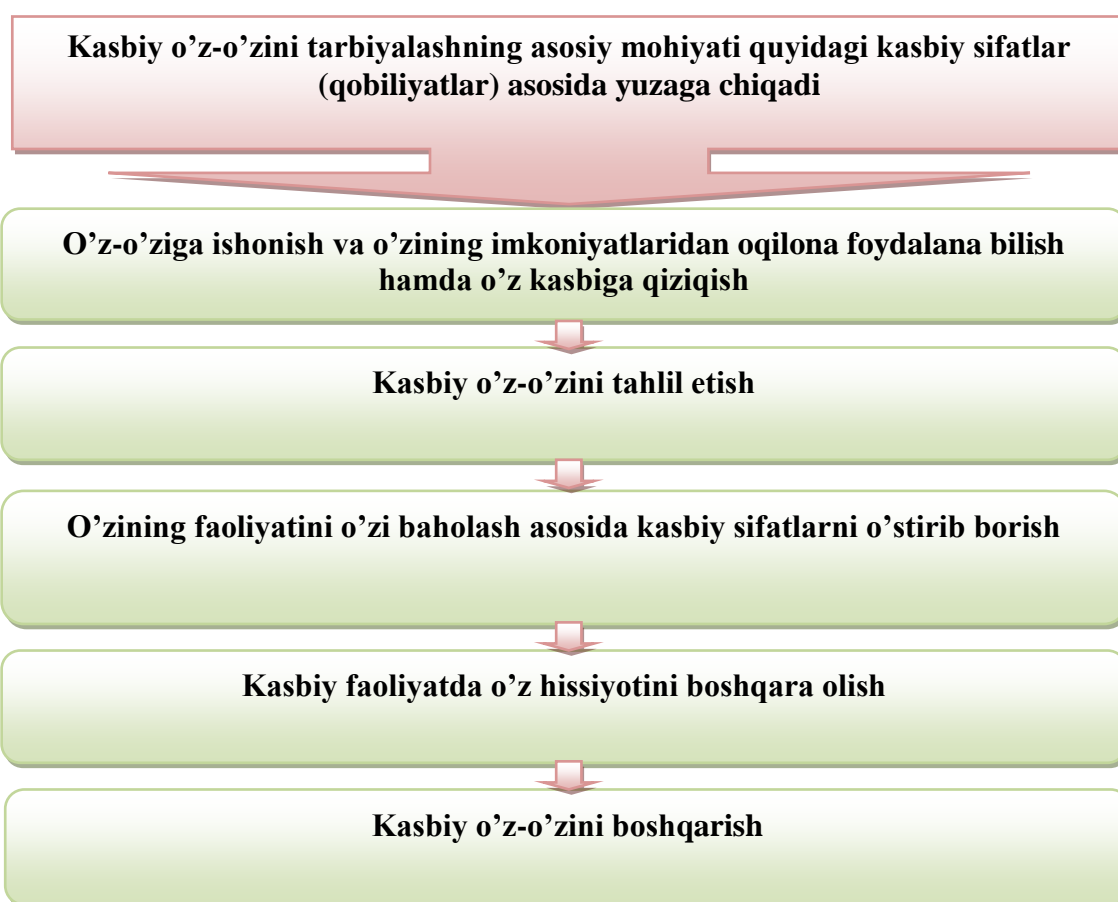 Kasbiy o’z-o’zini tarbiyalashning asosiy mohiyati quyidagi kasbiy sifatlar
(qobiliyatlar) asosida yuzaga chiqadi
O’z-o’ziga ishonish va o’zining imkoniyatlaridan oqilona foydalana bilish
hamda o’z kasbiga qiziqish
Kasbiy o’z-o’zini tahlil etish
O’zining faoliyatini o’zi baholash asosida kasbiy sifatlarni o’stirib borish
Kasbiy faoliyatda o’z hissiyotini boshqara olish
Kasbiy o’z-o’zini boshqarish